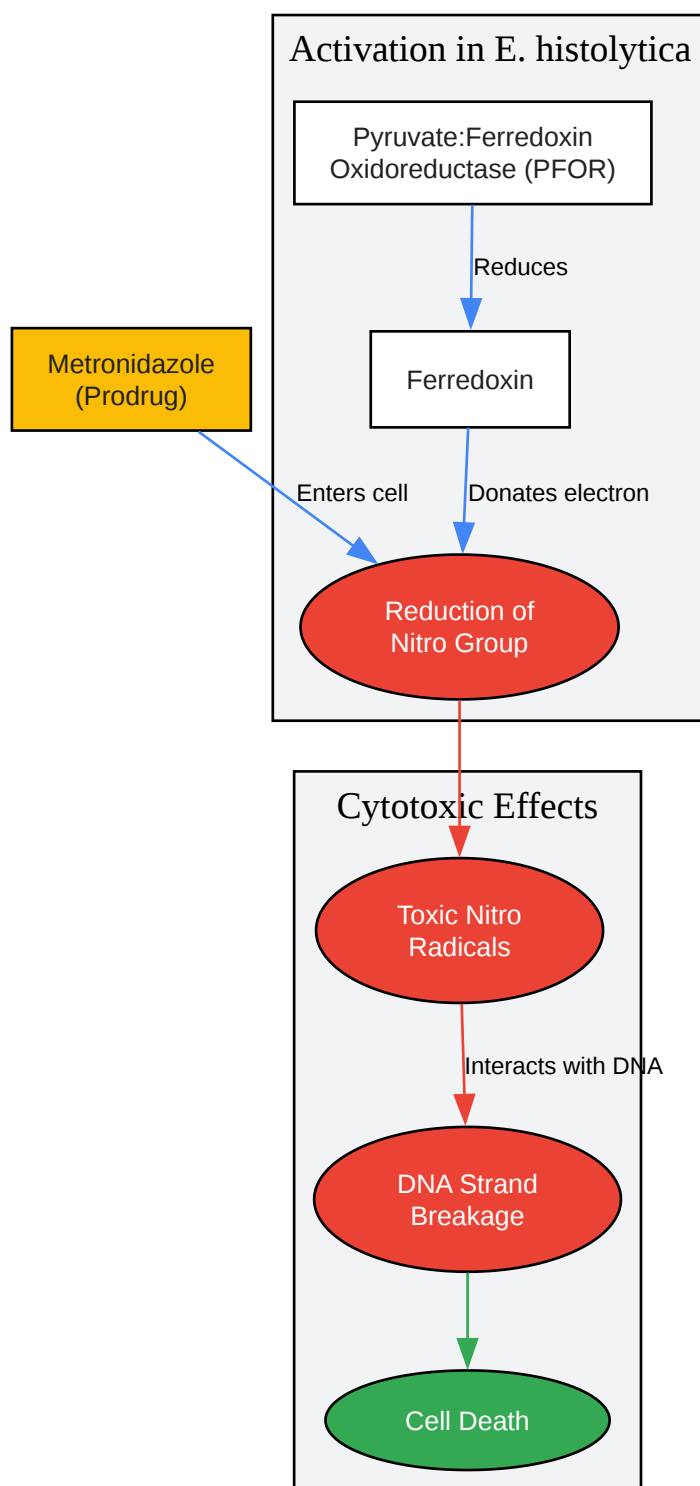 Activation in E. histolytica
Pyruvate:Ferredoxin
Oxidoreductase (PFOR)
Reduces
Metronidazole
(Prodrug)
Ferredoxin
Enters cell
Donates electron
Reduction of
Nitro Group
Cytotoxic Effects
Toxic Nitro
Radicals
Interacts with DNA
DNA Strand
Breakage
Cell Death